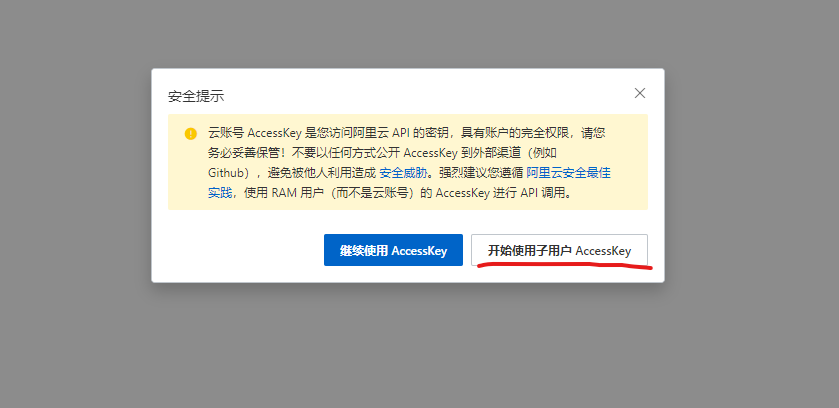 安全提示
云账号 AccessKey 是您访问阿里云 API 的密钥，具有账户的完全权限，请您
务必妥善保管！不要以任何方式公开 AccessKey 到外部渠道（例如
Github），避免被他人利用造成 安全威胁。强烈建议您遵循 阿里云安全最佳
实践，使用 RAM 用户（而不是云账号）的 AccessKey 进行 API 调用。
继续使用 AccessKey
开始使用子用户 AccessKey